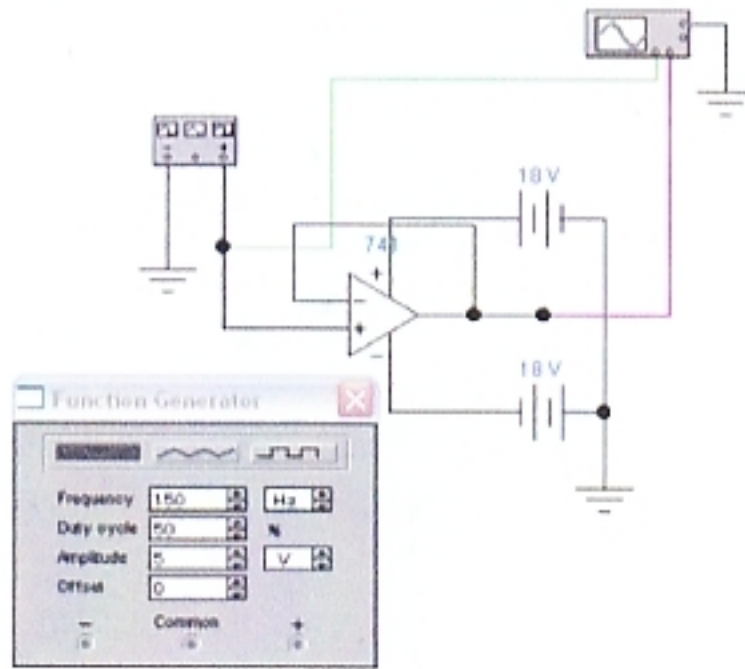 18 V
741
18 V
Function Generator
Frequency 150 Hz
Duty cycle 50 %
Amplitude 5 V
Offset 0
Common